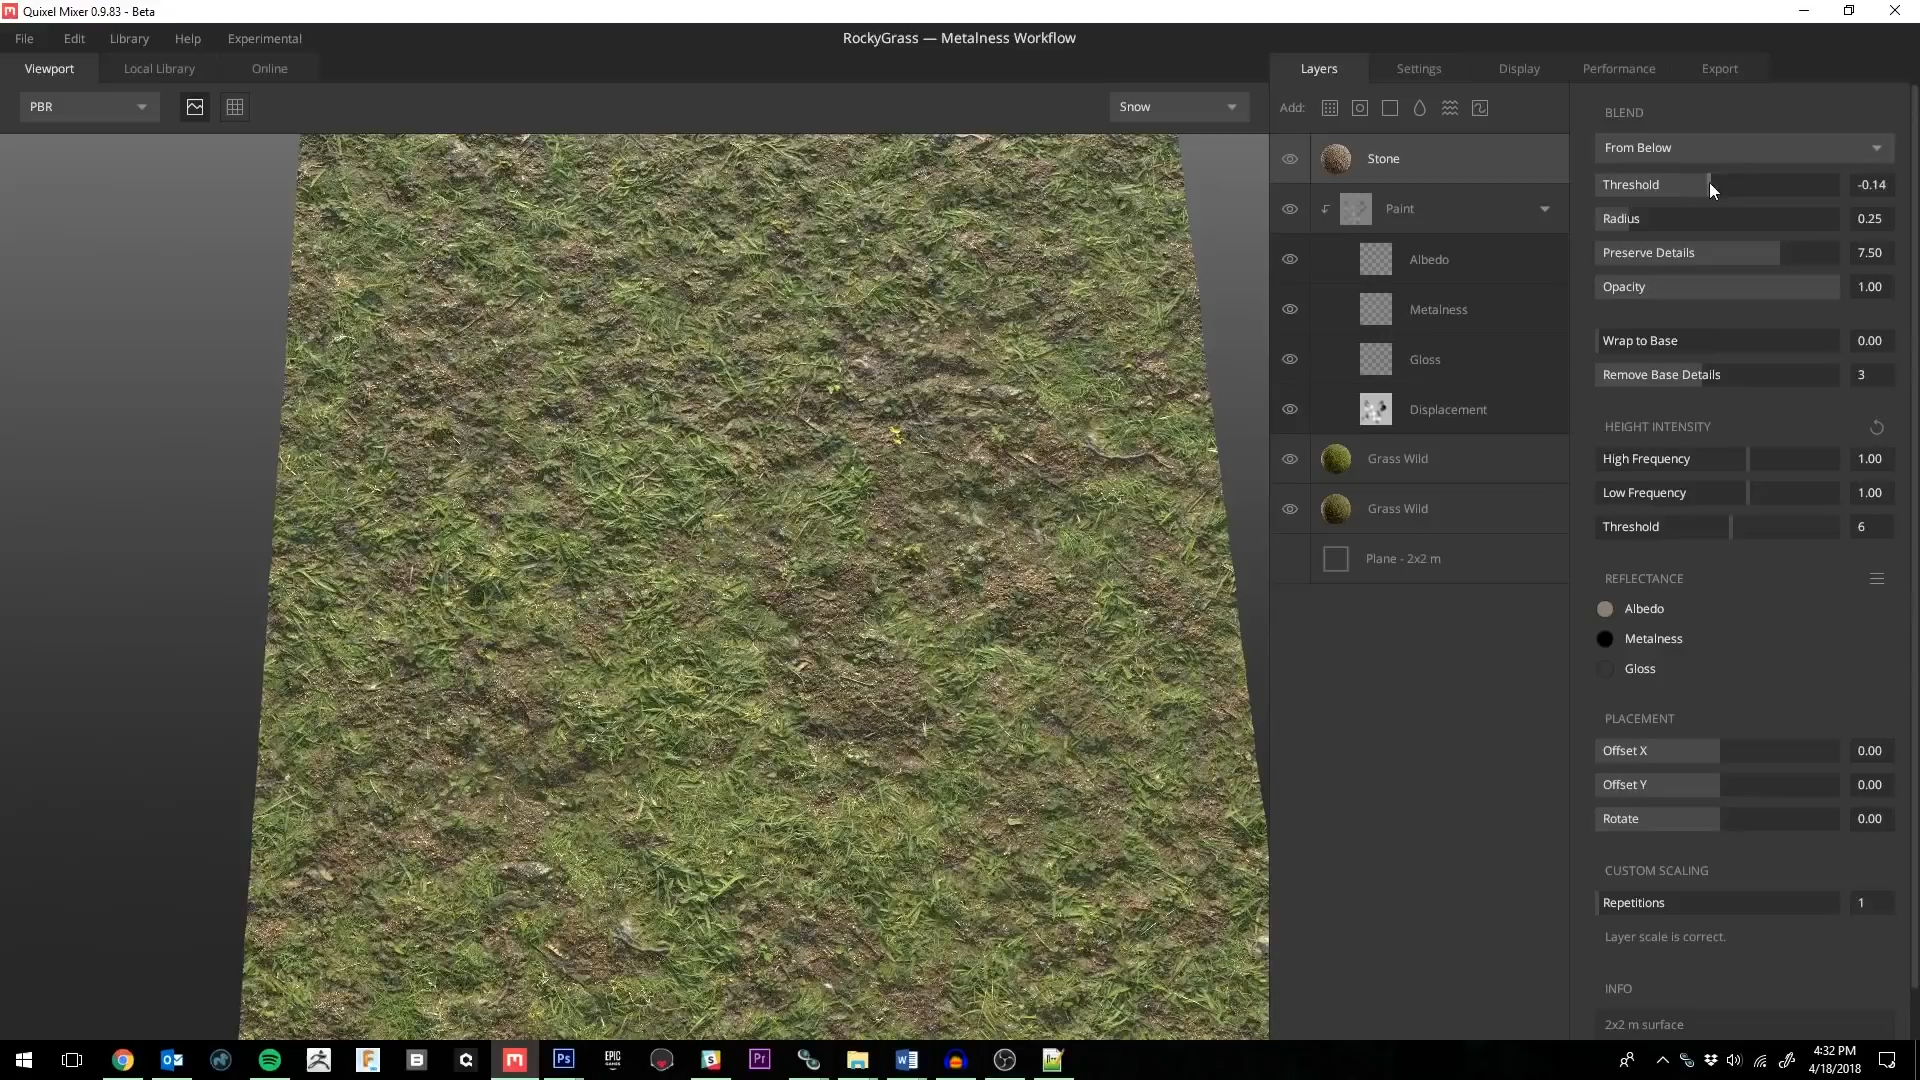 Quixel Mixer 0.9.83 - Beta
File Edit Library Help Experimental
RockyGrass — Metalness Workflow
Viewport Local Library Online
Layers Settings Display Performance Export
PBR
Snow
Add:
Stone
Paint
Albedo
Metalness
Gloss
Displacement
Grass Wild
Grass Wild
Plane - 2x2 m
BLEND
From Below
Threshold -0.14
Radius 0.25
Preserve Details 7.50
Opacity 1.00
Wrap to Base 0.00
Remove Base Details 3
HEIGHT INTENSITY
High Frequency 1.00
Low Frequency 1.00
Threshold 6
REFLECTANCE
Albedo
Metalness
Gloss
PLACEMENT
Offset X 0.00
Offset Y 0.00
Rotate 0.00
CUSTOM SCALING
Repetitions 1
Layer scale is correct.
INFO
2x2 m surface
EPIC
GAMES
4:32 PM
4/18/2018